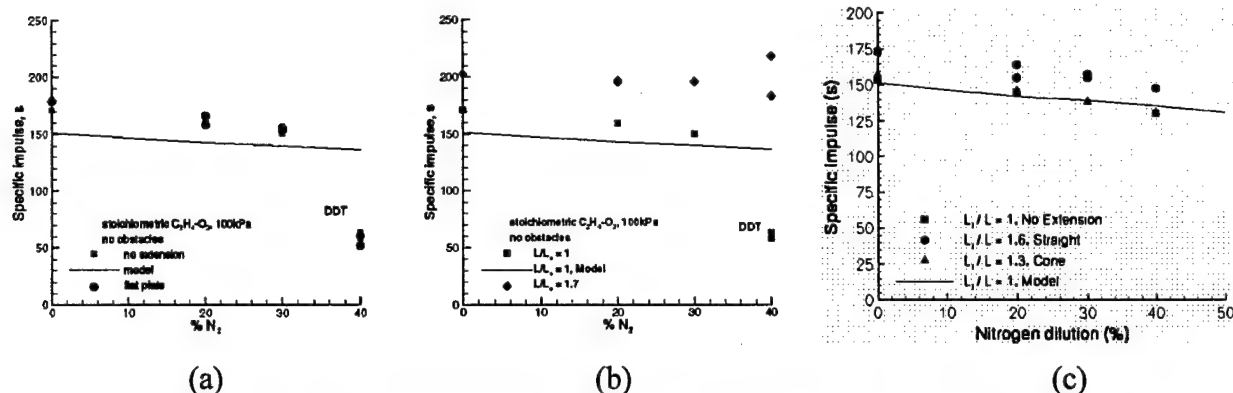 250
200
150
100
50
0
Specific impulse, s
DDT
stoichiometric C₂H₄-O₂, 100kPa
no obstacles
no extension
model
flat plate
0 10 20 30 40
% N₂
(a)
250
200
150
100
50
0
Specific impulse, s
stoichiometric C₂H₄-O₂, 100kPa
no obstacles
DDT
L/Lₒ = 1
L/Lₒ = 1, Model
L/Lₒ = 1.7
0 10 20 30 40
% N₂
(b)
200
175
150
125
100
75
50
25
0
Specific impulse (s)
Lₜ / L = 1, No Extension
Lₜ / L = 1.6, Straight
Lₜ / L = 1.3, Cone
Lₜ / L = 1, Model
0 10 20 30 40 50
Nitrogen dilution (%)
(c)